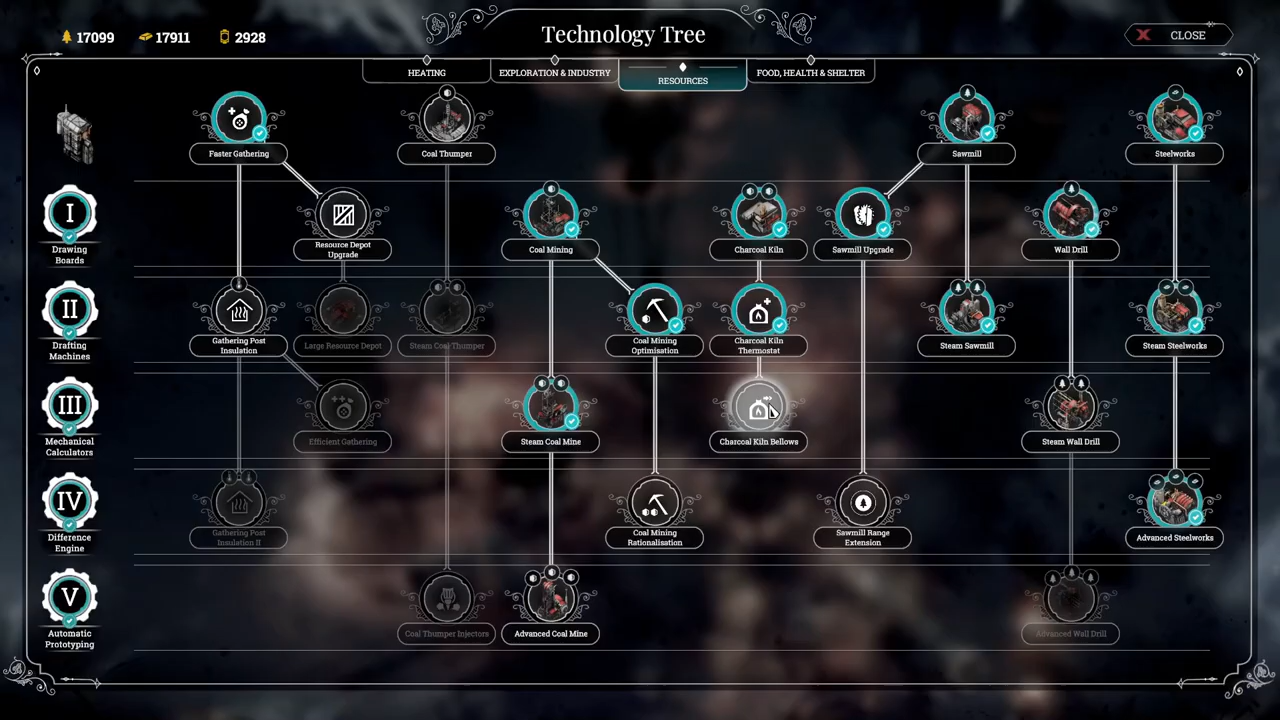 17099 17911 2928
Technology Tree
CLOSE
HEATING
EXPLORATION & INDUSTRY
RESOURCES
FOOD, HEALTH & SHELTER
Faster Gathering
Coal Thumper
Sawmill
Steelworks
I
Drawing
Boards
Resource Depot
Upgrade
Coal Mining
Charcoal Kiln
Sawmill Upgrade
Wall Drill
II
Drafting
Machines
Gathering Post
Insulation
Large Resource Depot
Steam Coal Thumper
Coal Mining
Optimisation
Charcoal Kiln
Thermostat
Steam Sawmill
Steam Steelworks
III
Mechanical
Calculators
Efficient Gathering
Steam Coal Mine
Charcoal Kiln Bellows
Steam Wall Drill
IV
Difference
Engine
Gathering Post
Insulation II
Coal Mining
Rationalisation
Sawmill Range
Extension
Advanced Steelworks
V
Automatic
Prototyping
Coal Thumper Injectors
Advanced Coal Mine
Advanced Wall Drill